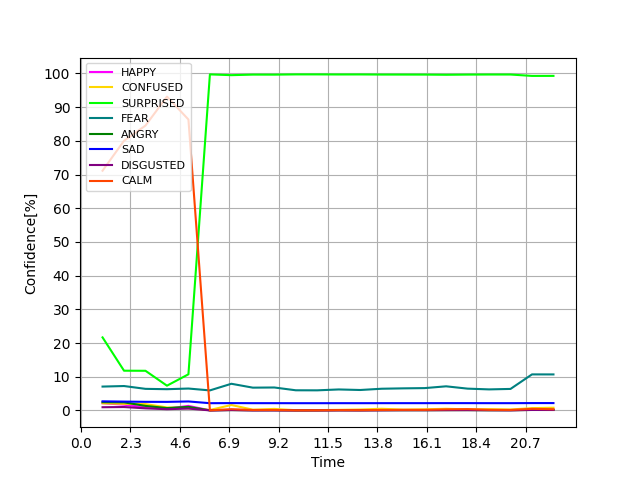 HAPPY
CONFUSED
SURPRISED
FEAR
ANGRY
SAD
DISGUSTED
CALM
Confidence[%]
100
90
80
70
60
50
40
30
20
10
0
0.0 2.3 4.6 6.9 9.2 11.5 13.8 16.1 18.4 20.7
Time